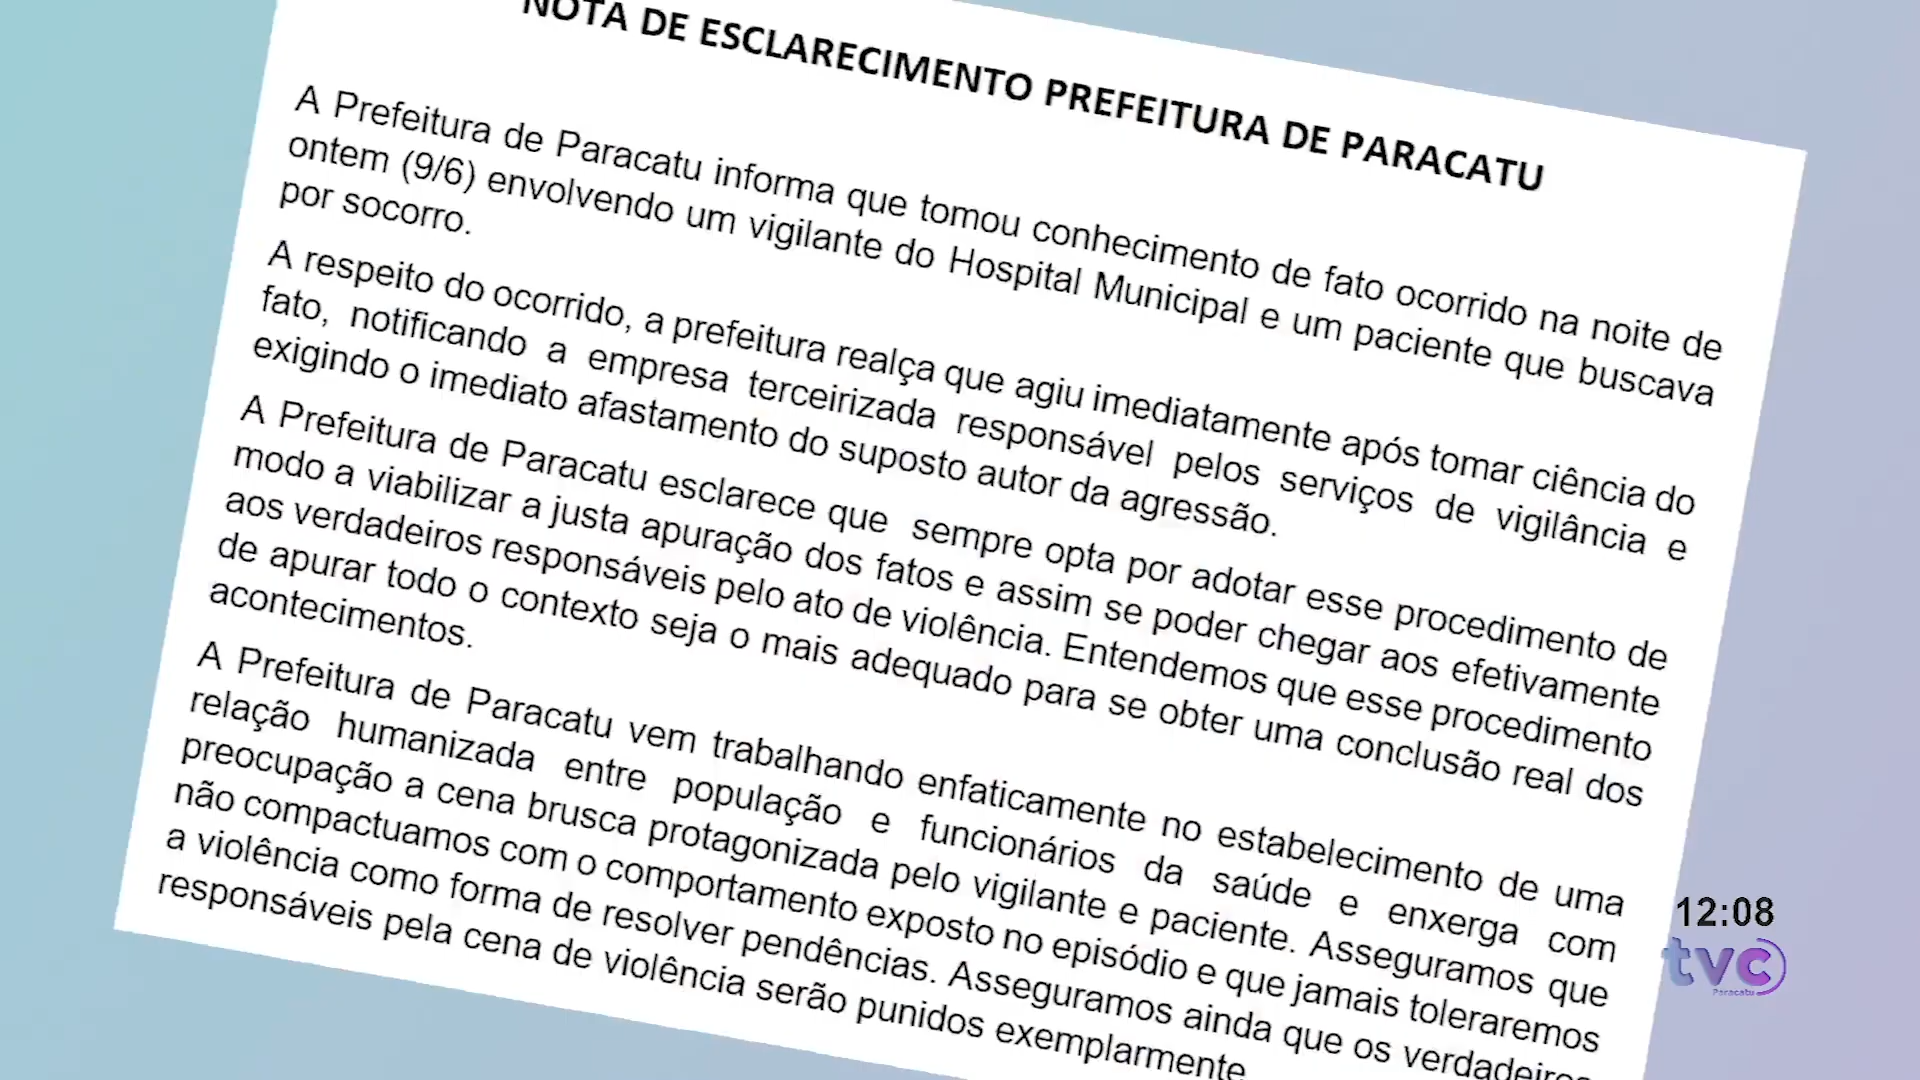 NOTA DE ESCLARECIMENTO PREFEITURA DE PARACATU
A Prefeitura de Paracatu informa que tomou conhecimento de fato ocorrido na noite de
ontem (9/6) envolvendo um vigilante do Hospital Municipal e um paciente que buscava
por socorro.
A respeito do ocorrido, a prefeitura realça que agiu imediatamente após tomar ciência do
fato, notificando a empresa terceirizada responsável pelos serviços de vigilância e
exigindo o imediato afastamento do suposto autor da agressão.
A Prefeitura de Paracatu esclarece que sempre opta por adotar esse procedimento de
modo a viabilizar a justa apuração dos fatos e assim se poder chegar aos efetivamente
aos verdadeiros responsáveis pelo ato de violência. Entendemos que esse procedimento
de apurar todo o contexto seja o mais adequado para se obter uma conclusão real dos
acontecimentos.
A Prefeitura de Paracatu vem trabalhando enfaticamente no estabelecimento de uma
relação humanizada entre população e funcionários da saúde e enxerga com
preocupação a cena brusca protagonizada pelo vigilante e paciente. Asseguramos que
não compactuamos com o comportamento exposto no episódio e que jamais toleraremos
a violência como forma de resolver pendências. Asseguramos ainda que os verdadeiros
responsáveis pela cena de violência serão punidos exemplarmente.
12:08
tvc
Paracatu